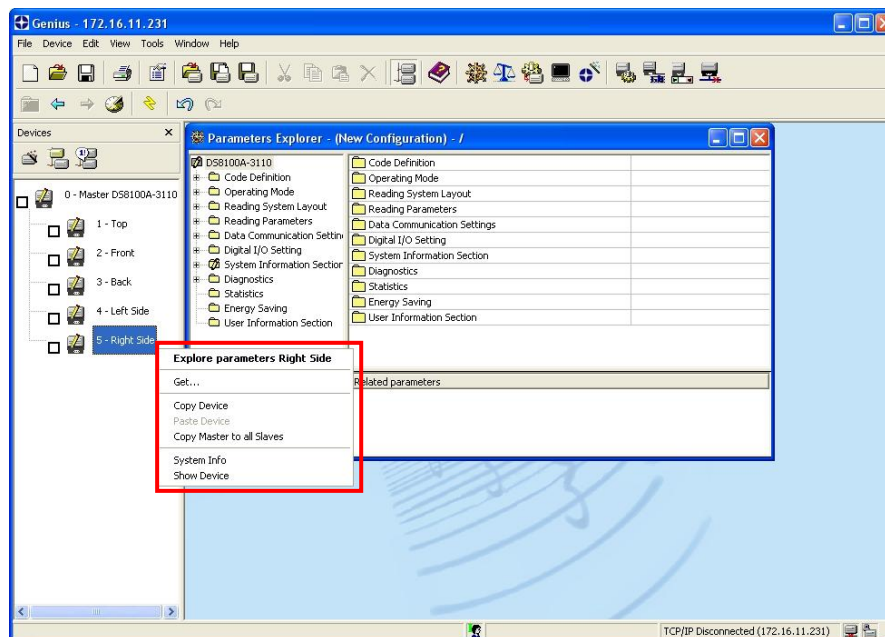 Genius - 172.16.11.231
File Device Edit View Tools Window Help
Devices
0 - Master DS8100A-3110
1 - Top
2 - Front
3 - Back
4 - Left Side
5 - Right Side
Parameters Explorer - (New Configuration) - /
DS8100A-3110
Code Definition
Operating Mode
Reading System Layout
Reading Parameters
Data Communication Settin
Digital I/O Setting
System Information Section
Diagnostics
Statistics
Energy Saving
User Information Section
Code Definition
Operating Mode
Reading System Layout
Reading Parameters
Data Communication Settings
Digital I/O Setting
System Information Section
Diagnostics
Statistics
Energy Saving
User Information Section
Related parameters
Explore parameters Right Side
Get...
Copy Device
Paste Device
Copy Master to all Slaves
System Info
Show Device
TCP/IP Disconnected (172.16.11.231)